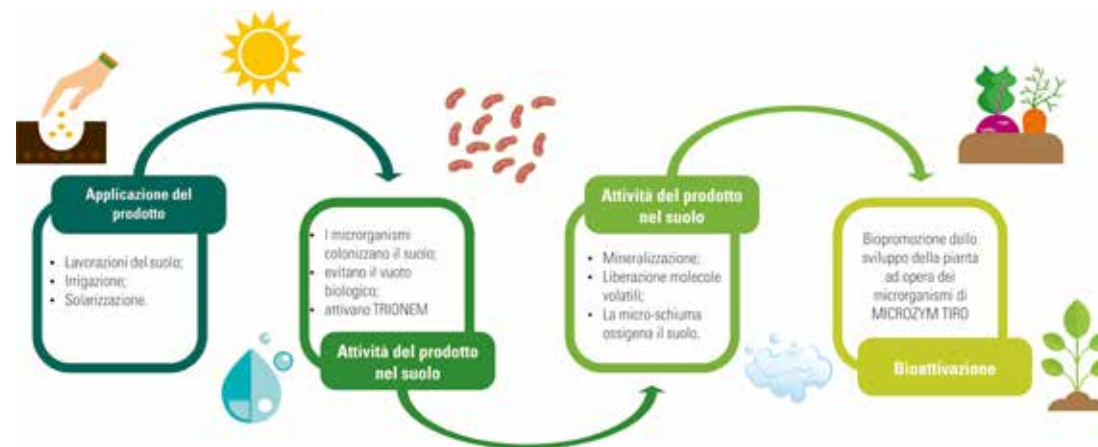 Applicazione del
prodotto
• Lavorazioni del suolo;
• Irrigazione;
• Solarizzazione.
• I microrganismi
colonizzano il suolo;
• evitano il vuoto
biologico;
• attivano TRIONEM
Attività del prodotto
nel suolo
Attività del prodotto
nel suolo
• Mineralizzazione;
• Liberazione molecole
volatili;
• La micro-schiuma
ossigena il suolo.
Biopromozione dello
sviluppo della pianta
ad opera dei
microrganismi di
MICROZYM TIRO
Bioattivazione